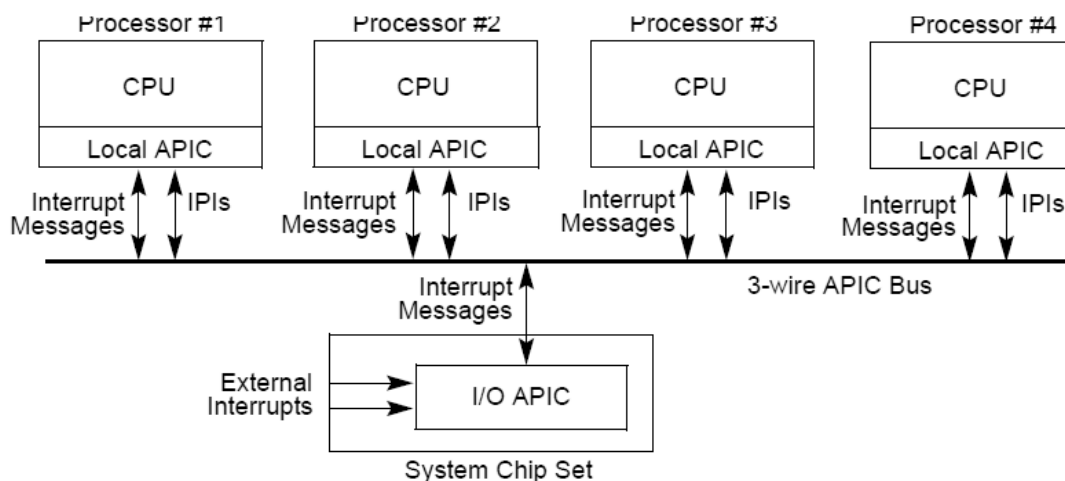 Processor #1
Processor #2
Processor #3
Processor #4
CPU
CPU
CPU
CPU
Local APIC
Local APIC
Local APIC
Local APIC
Interrupt
Messages
IPIs
Interrupt
Messages
IPIs
Interrupt
Messages
IPIs
Interrupt
Messages
IPIs
Interrupt
Messages
3-wire APIC Bus
External
Interrupts
I/O APIC
System Chip Set